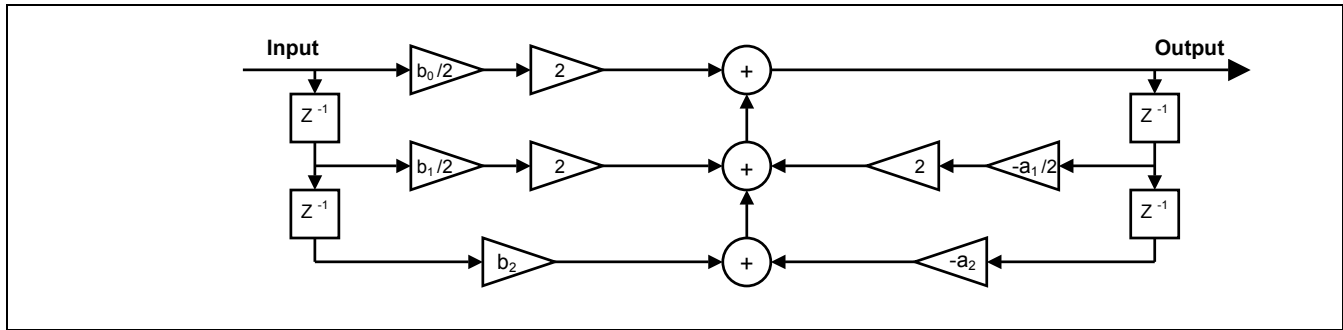 Input Output
b₀/2 2 +
Z⁻¹ Z⁻¹
b₁/2 2 + 2 -a₁/2
Z⁻¹ Z⁻¹
b₂ + -a₂